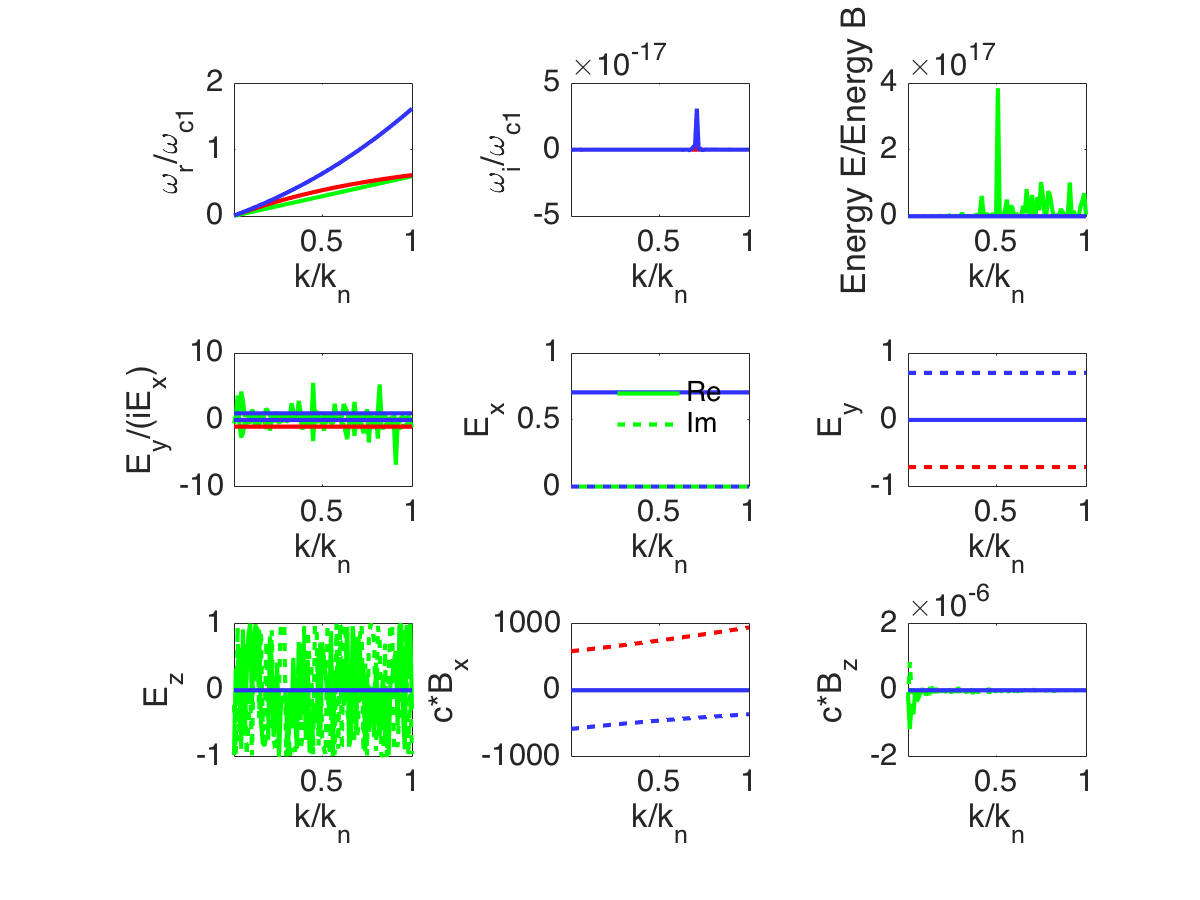 2
1
0
ω_r/ω_c1
0.5 1
k/k_n
×10^-17
5
0
-5
ω_i/ω_c1
0.5 1
k/k_n
×10^17
4
2
0
Energy E/Energy B
0.5 1
k/k_n
10
0
-10
E_y/(iE_x)
0.5 1
k/k_n
1
0.5
0
E_x
Re
Im
0.5 1
k/k_n
1
0
-1
E_y
0.5 1
k/k_n
1
0
-1
E_z
0.5 1
k/k_n
1000
0
-1000
c*B_x
0.5 1
k/k_n
×10^-6
2
0
-2
c*B_z
0.5 1
k/k_n